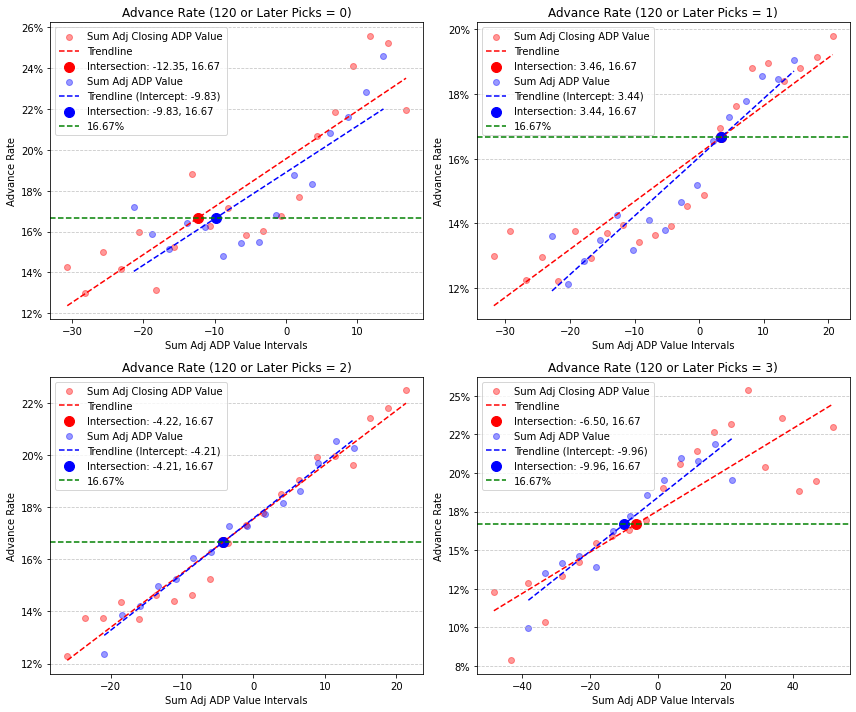 Advance Rate (120 or Later Picks = 0)
26%
24%
22%
20%
18%
16%
14%
12%
Advance Rate
Sum Adj Closing ADP Value
Trendline
Intersection: -12.35, 16.67
Sum Adj ADP Value
Trendline (Intercept: -9.83)
Intersection: -9.83, 16.67
16.67%
−30
−20
−10
0
10
Sum Adj ADP Value Intervals
Advance Rate (120 or Later Picks = 1)
20%
18%
16%
14%
12%
Advance Rate
Sum Adj Closing ADP Value
Trendline
Intersection: 3.46, 16.67
Sum Adj ADP Value
Trendline (Intercept: 3.44)
Intersection: 3.44, 16.67
16.67%
−30
−20
−10
0
10
20
Sum Adj ADP Value Intervals
Advance Rate (120 or Later Picks = 2)
22%
20%
18%
16%
14%
12%
Advance Rate
Sum Adj Closing ADP Value
Trendline
Intersection: -4.22, 16.67
Sum Adj ADP Value
Trendline (Intercept: -4.21)
Intersection: -4.21, 16.67
16.67%
−20
−10
0
10
20
Sum Adj ADP Value Intervals
Advance Rate (120 or Later Picks = 3)
25%
22%
20%
18%
15%
12%
10%
8%
Advance Rate
Sum Adj Closing ADP Value
Trendline
Intersection: -6.50, 16.67
Sum Adj ADP Value
Trendline (Intercept: -9.96)
Intersection: -9.96, 16.67
16.67%
−40
−20
0
20
40
Sum Adj ADP Value Intervals